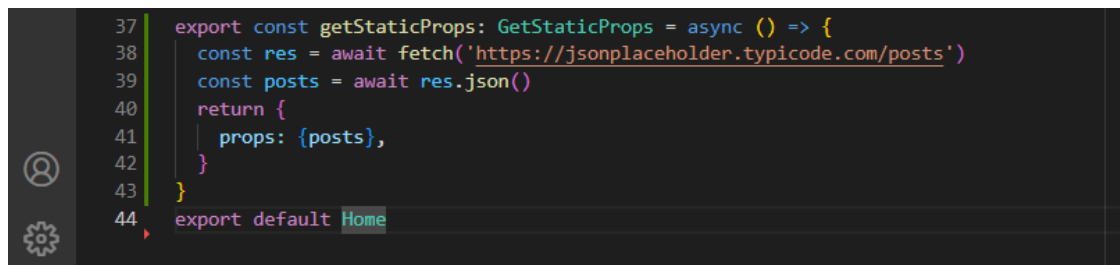 37 export const getStaticProps: GetStaticProps = async () => {
38 const res = await fetch('https://jsonplaceholder.typicode.com/posts')
39 const posts = await res.json()
40 return {
41 props: {posts},
42 }
43 }
44 export default Home